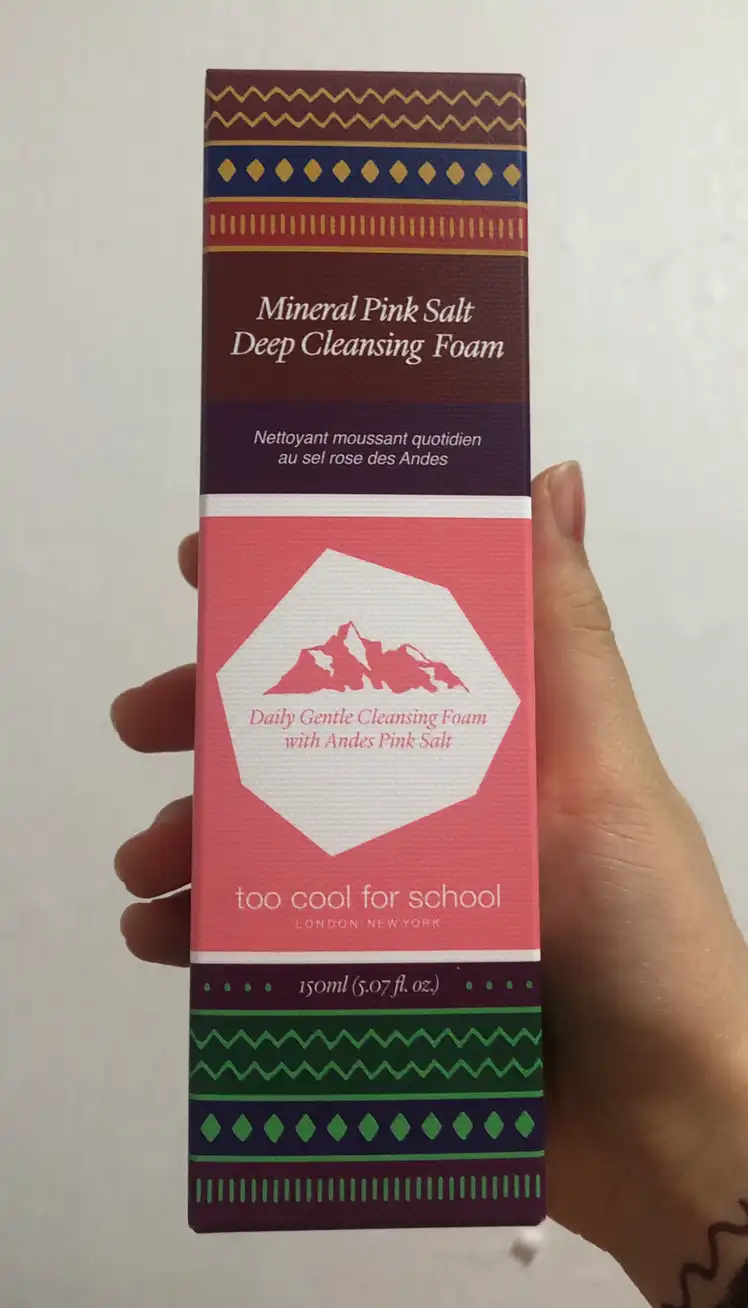 Mineral Pink Salt
Deep Cleansing Foam
Nettoyant moussant quotidien
au sel rose des Andes
Daily Gentle Cleansing Foam
with Andes Pink Salt
too cool for school
LONDON NEW YORK
150ml (5.07 fl. oz.)